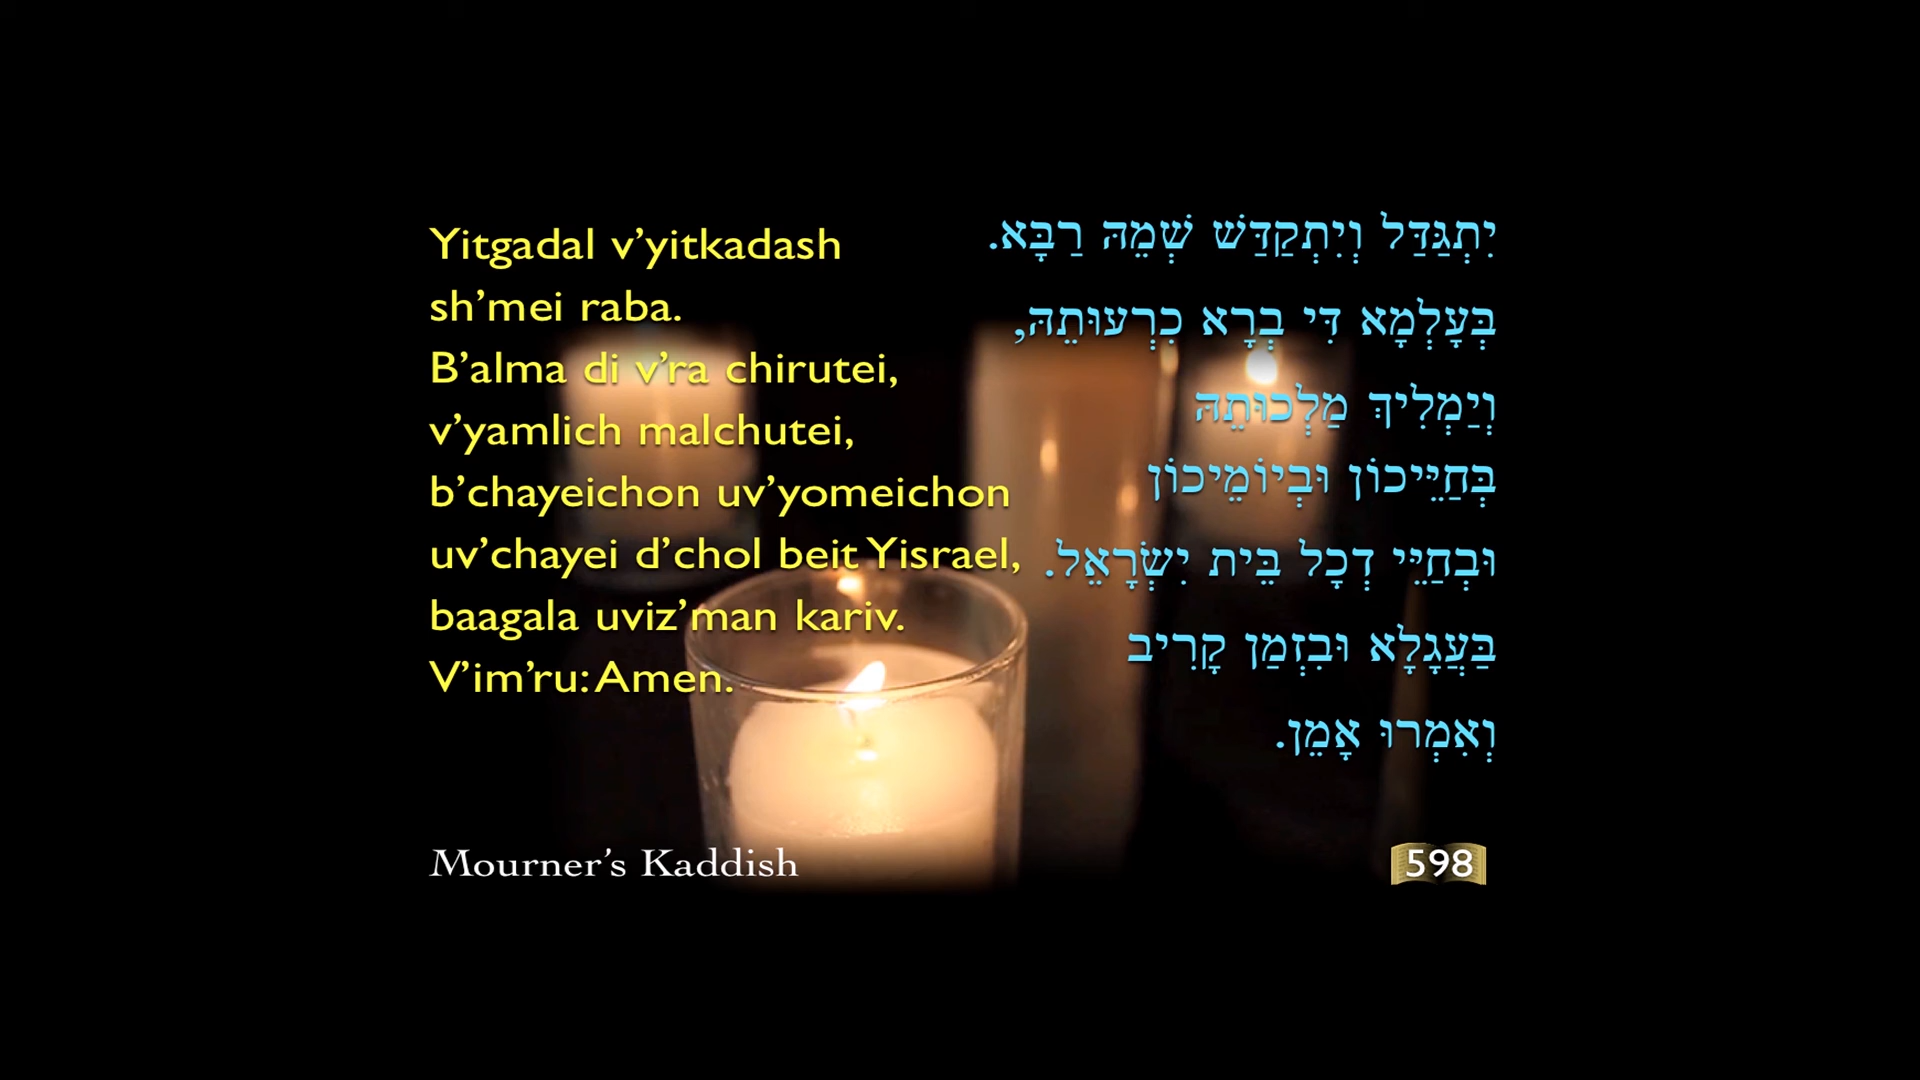 Yitgadal v’yitkadash
sh’mei raba.
B’alma di v’ra chirutei,
v’yamlich malchutei,
b’chayeichon uv’yomeichon
uv’chayei d’chol beit Yisrael,
baagala uviz’man kariv.
V’im’ru: Amen.
יִתְגַּדַּל וְיִתְקַדַּשׁ שְׁמֵהּ רַבָּא.
בְּעָלְמָא דִּי בְרָא כִרְעוּתֵהּ,
וְיַמְלִיךְ מַלְכוּתֵהּ
בְּחַיֵּיכוֹן וּבְיוֹמֵיכוֹן
וּבְחַיֵּי דְכָל בֵּית יִשְׂרָאֵל.
בַּעֲגָלָא וּבִזְמַן קָרִיב
וְאִמְרוּ אָמֵן.
Mourner’s Kaddish
598